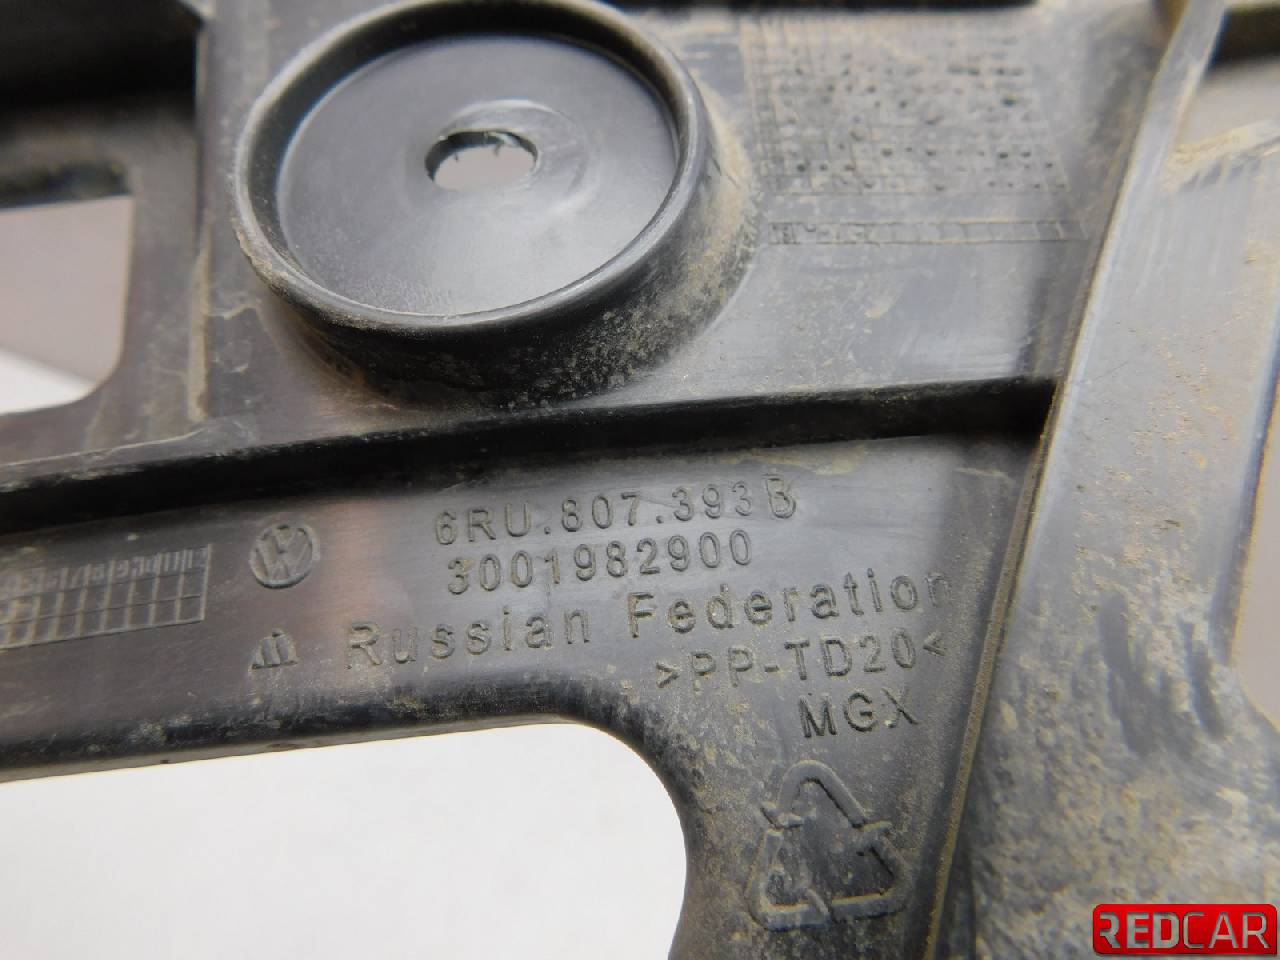 6RU.807.393B
3001982900
Russian Federation
>PP-TD20<
MGX
REDCAR